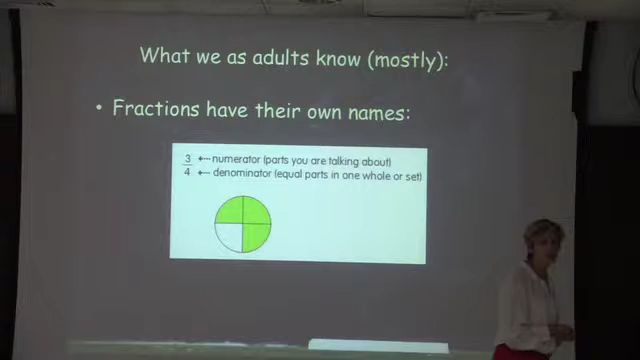 What we as adults know (mostly):
• Fractions have their own names:
3 ← numerator (parts you are talking about)
4 ← denominator (equal parts in one whole or set)